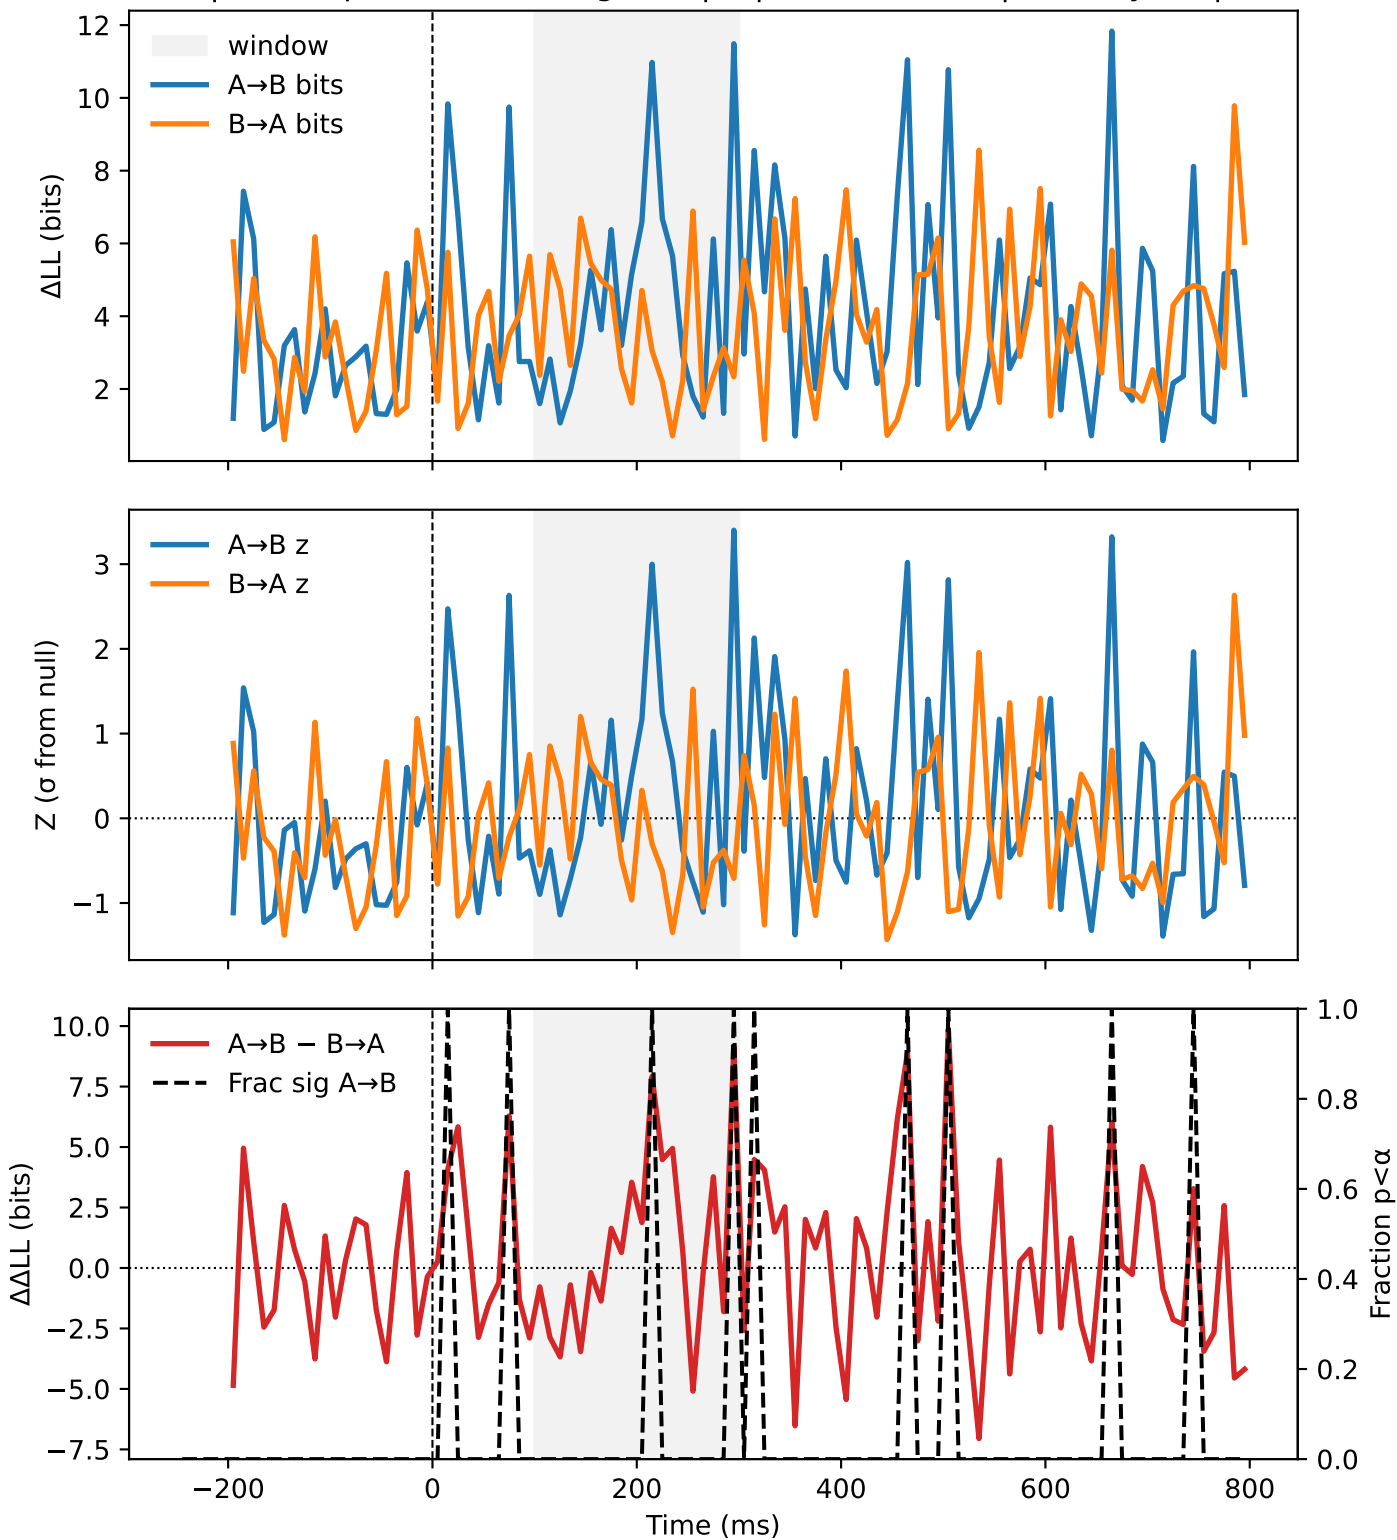 12
10
8
6
4
2
ΔLL (bits)
window
A→B bits
B→A bits
3
2
1
0
−1
Z (σ from null)
A→B z
B→A z
10.0
7.5
5.0
2.5
0.0
−2.5
−5.0
−7.5
ΔΔLL (bits)
A→B − B→A
Frac sig A→B
1.0
0.8
0.6
0.4
0.2
0.0
Fraction p<α
−200 0 200 400 600 800
Time (ms)